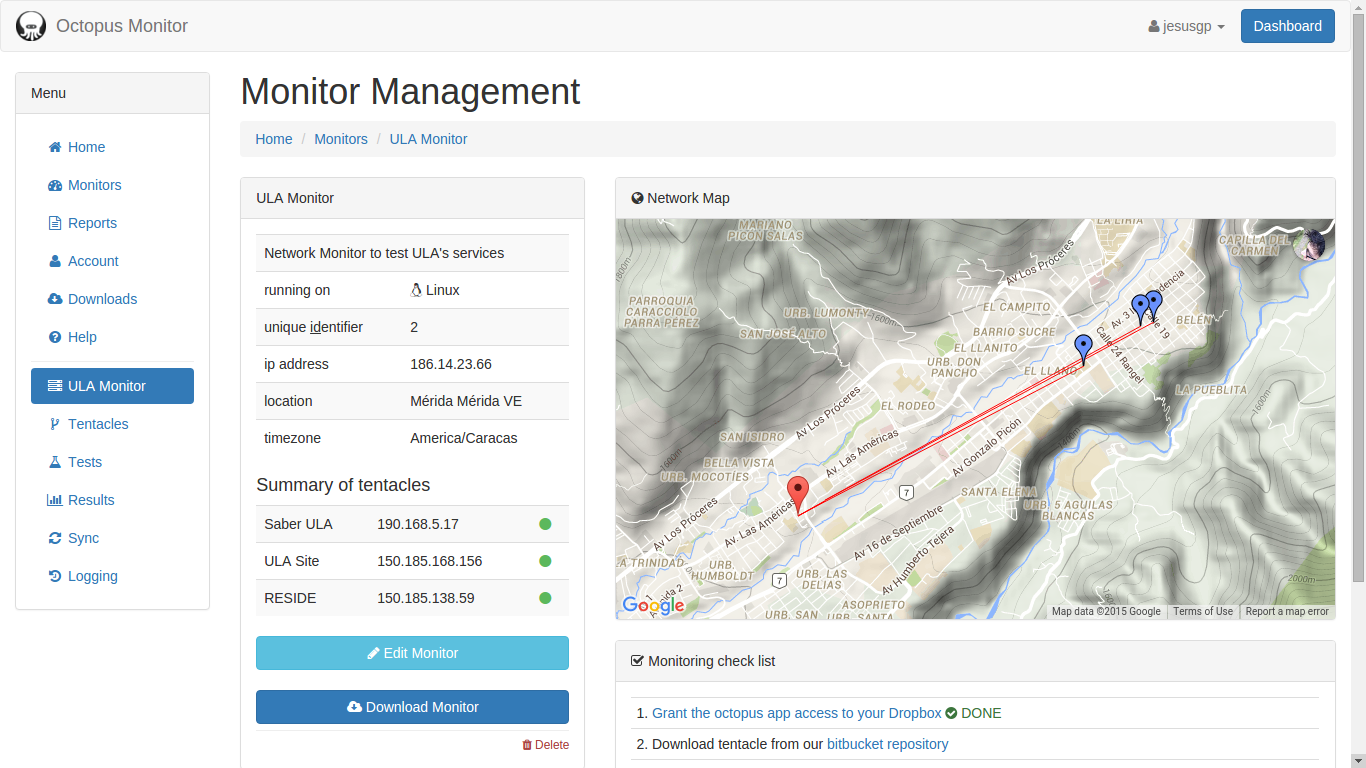 Octopus Monitor
jesusgp
Dashboard
Menu
Home
Monitors
Reports
Account
Downloads
Help
ULA Monitor
Tentacles
Tests
Results
Sync
Logging
Monitor Management
Home / Monitors / ULA Monitor
ULA Monitor
Network Monitor to test ULA's services
running on Linux
unique identifier 2
ip address 186.14.23.66
location Mérida Mérida VE
timezone America/Caracas
Summary of tentacles
Saber ULA 190.168.5.17
ULA Site 150.185.168.156
RESIDE 150.185.138.59
Edit Monitor
Download Monitor
Delete
Network Map
LA LIRIA
MARIANO
PICÓN SALAS
CAPILLA DEL
CARMEN
Av Los Próceres
1800m
PARROQUIA
CARACCIOLO
PARRA PÉREZ
URB. LUMONTY
1600m
SAN JOSÉ ALTO
EL CAMPITO
BARRIO SUCRE
EL LLANITO
URB. DON
PANCHO
Av. 3
Calle 19
BELÉN
Calle 24 Rangel
EL LLANO
LA PUEBLITA
1600m
EL RODEO
Av Los Próceres
SAN ISIDRO
Av. Las Américas
Av Gonzalo Picón
1600m
BELLA VISTA
URB. MOCOTÍES
7
SANTA ELENA
URB. 5 AGUILAS
BLANCAS
Av Los Próceres
Av. Las Américas
Av 16 de Septiembre
Av Humberto Tejera
LA TRINIDAD
URB.
HUMBOLDT
7
URB. LAS
DELIAS
2000m
ASOPRIETO
URB. SAN
URB. SANTA
Google
Map data ©2015 Google
Terms of Use
Report a map error
Monitoring check list
1. Grant the octopus app access to your Dropbox DONE
2. Download tentacle from our bitbucket repository